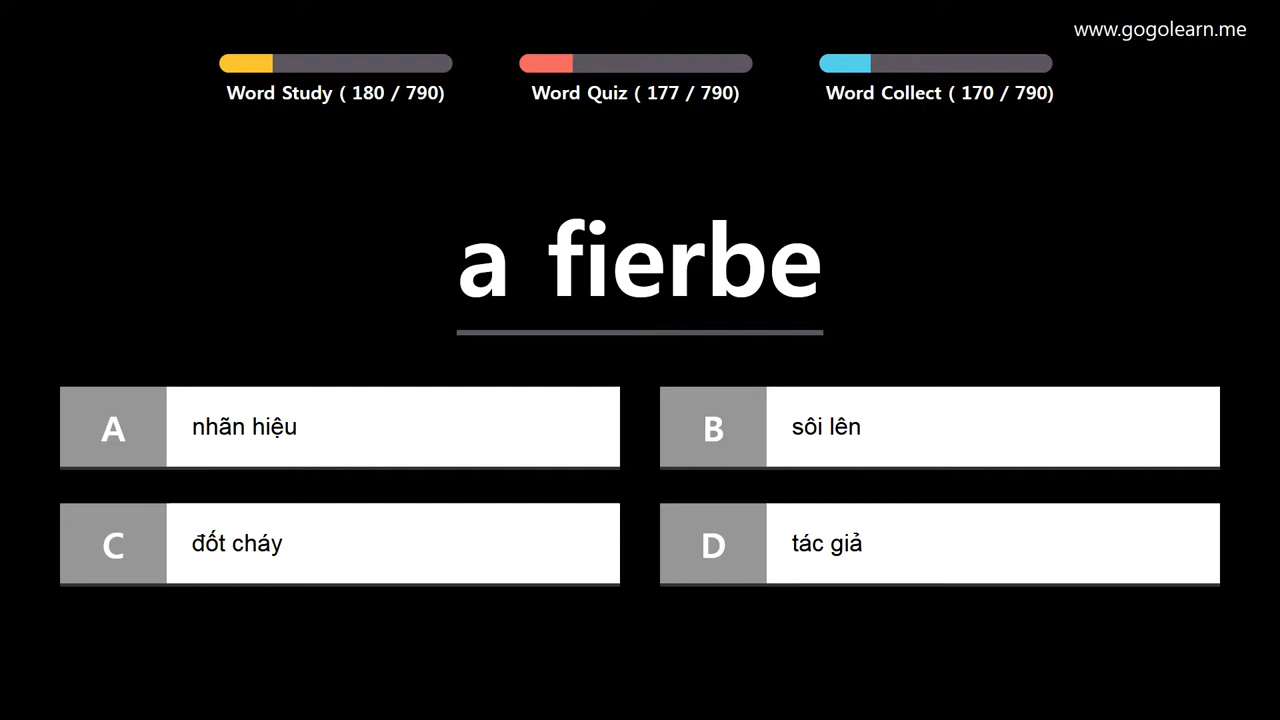 www.gogolearn.me
Word Study ( 180 / 790)
Word Quiz ( 177 / 790)
Word Collect ( 170 / 790)
a fierbe
A
nhãn hiệu
B
sôi lên
C
đốt cháy
D
tác giả